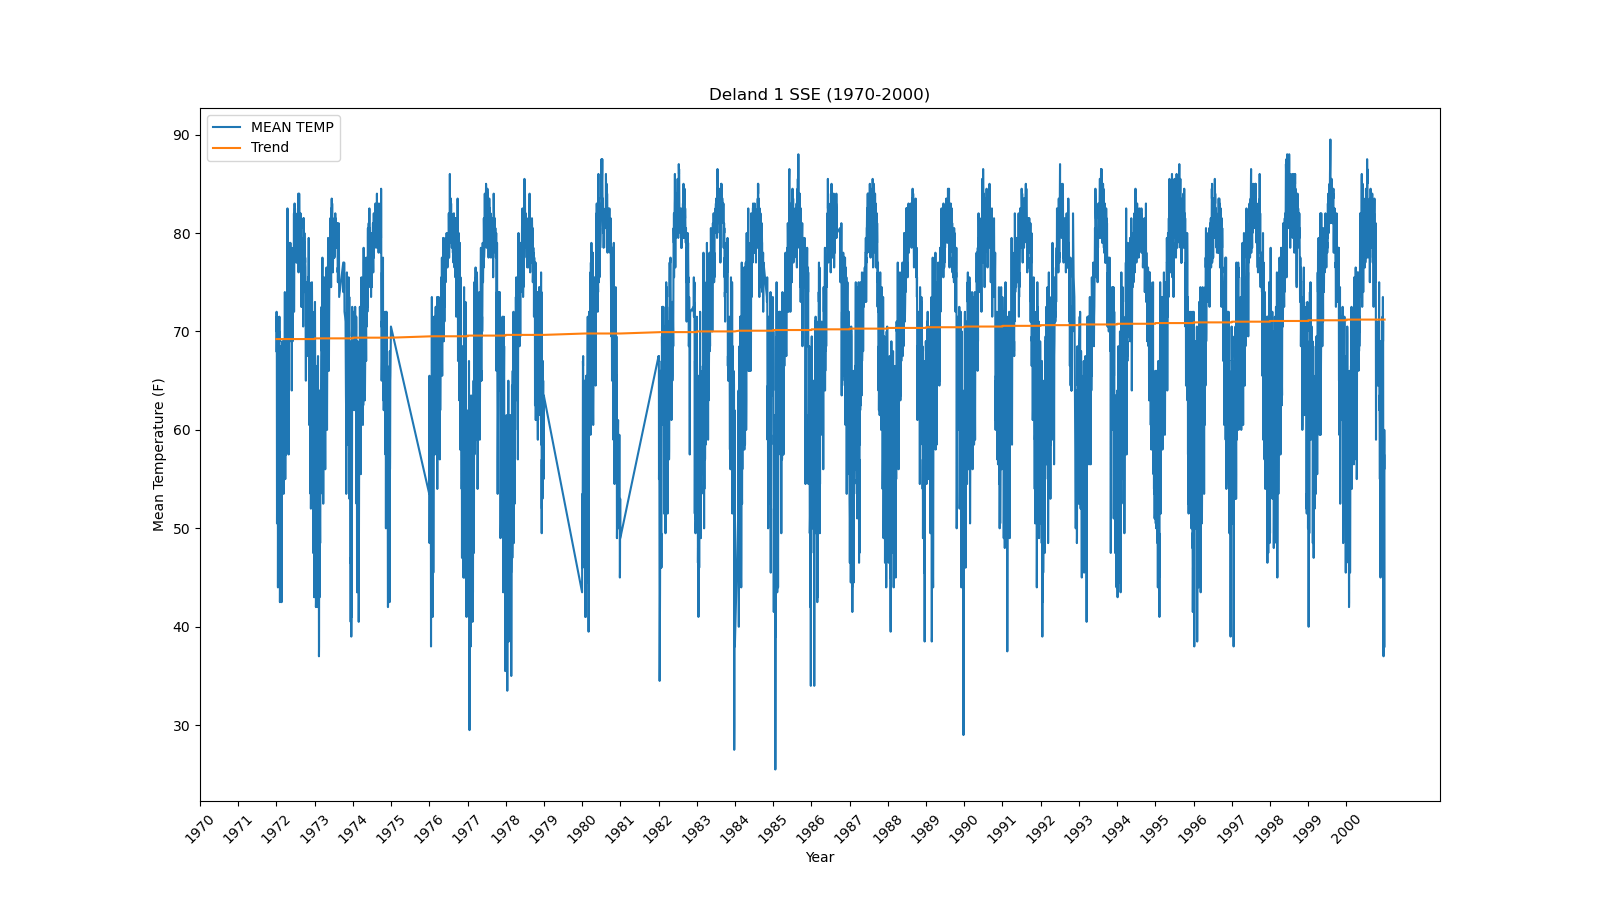 Deland 1 SSE (1970-2000)
MEAN TEMP
Trend
90
80
70
60
50
40
30
Mean Temperature (F)
1970 1971 1972 1973 1974 1975 1976 1977 1978 1979 1980 1981 1982 1983 1984 1985 1986 1987 1988 1989 1990 1991 1992 1993 1994 1995 1996 1997 1998 1999 2000
Year